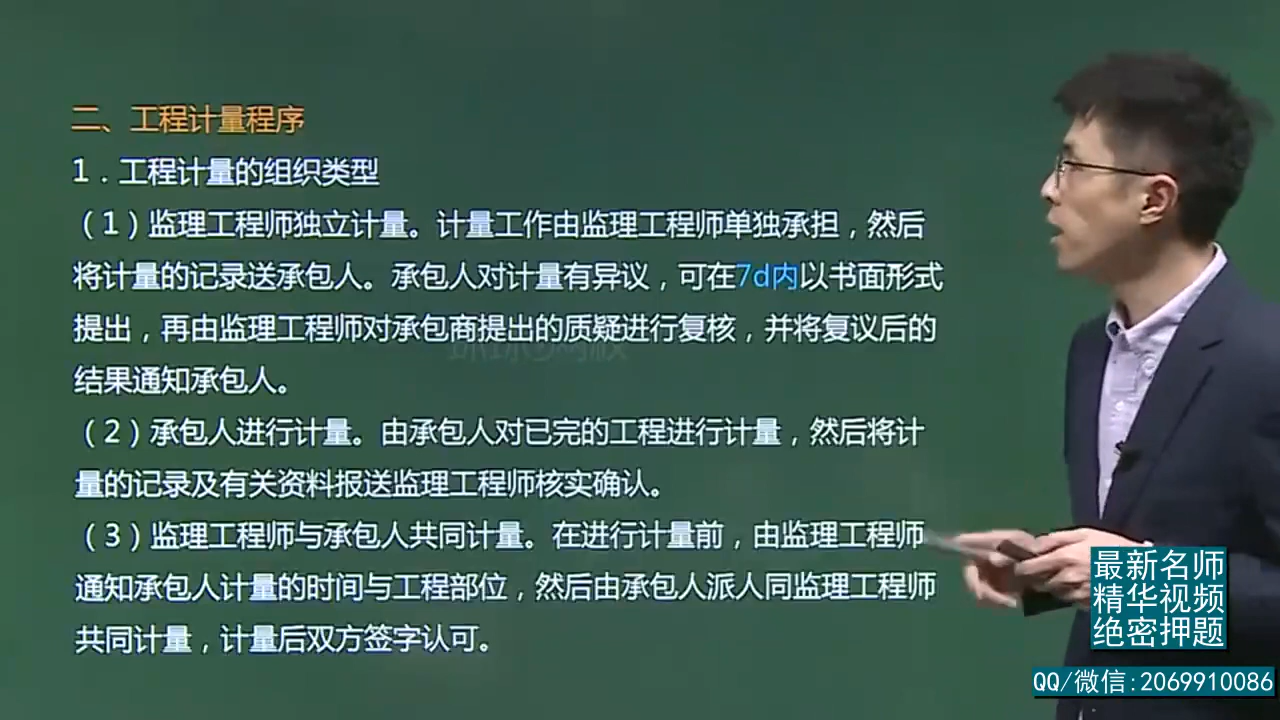 二、工程计量程序
1．工程计量的组织类型
（1）监理工程师独立计量。计量工作由监理工程师单独承担，然后
将计量的记录送承包人。承包人对计量有异议，可在7d内以书面形式
提出，再由监理工程师对承包商提出的质疑进行复核，并将复议后的
结果通知承包人。
（2）承包人进行计量。由承包人对已完的工程进行计量，然后将计
量的记录及有关资料报送监理工程师核实确认。
（3）监理工程师与承包人共同计量。在进行计量前，由监理工程师
通知承包人计量的时间与工程部位，然后由承包人派人同监理工程师
共同计量，计量后双方签字认可。
最新名师
精华视频
绝密押题
QQ/微信:2069910086